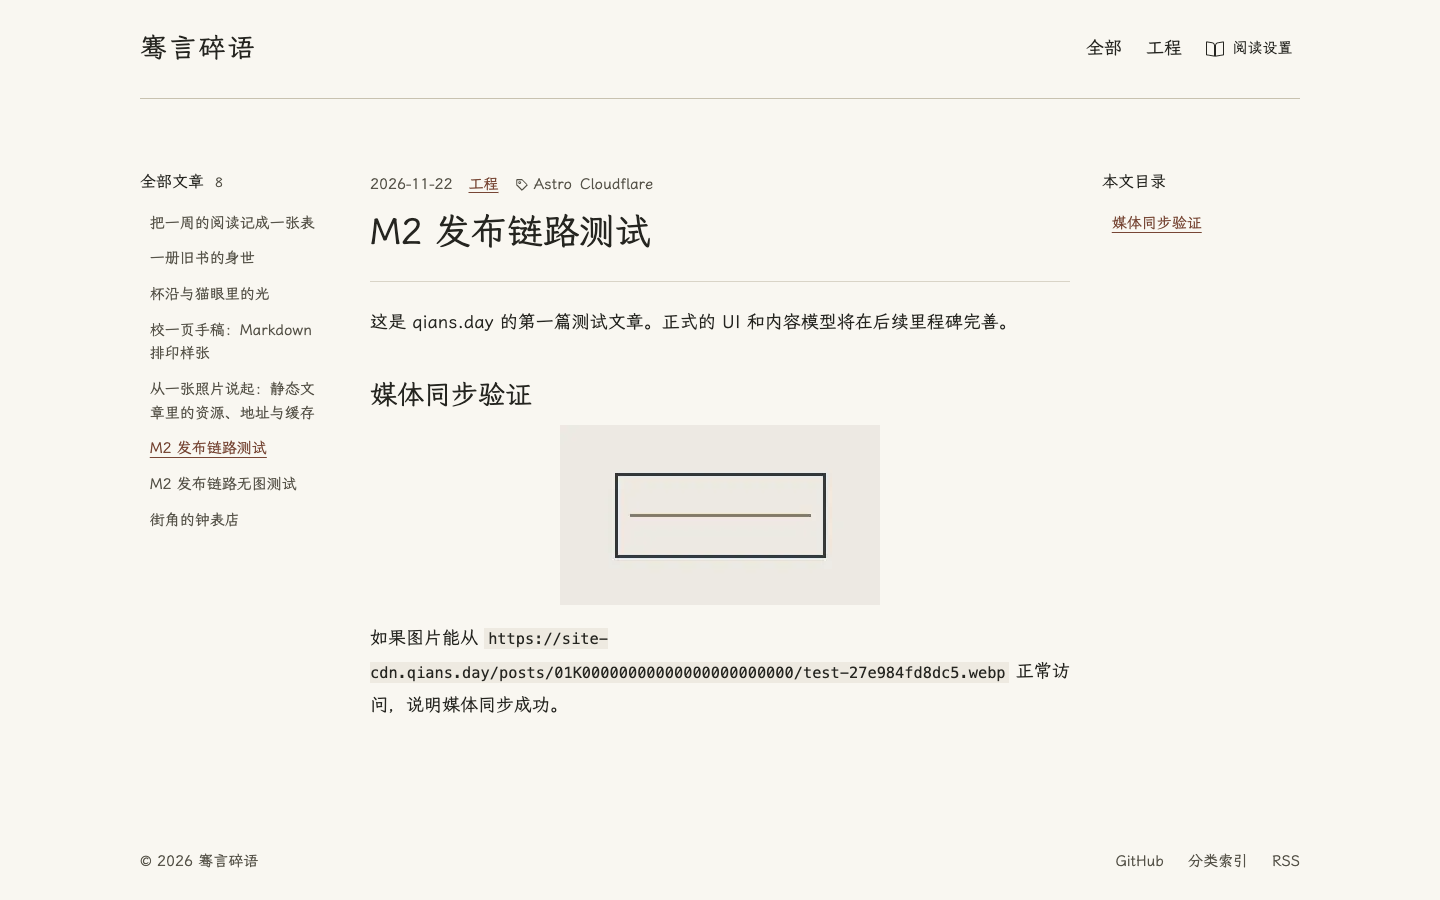 骞言碎语
全部 工程 阅读设置
全部文章 8
把一周的阅读记成一张表
一册旧书的身世
杯沿与猫眼里的光
校一页手稿：Markdown
排印样张
从一张照片说起：静态文
章里的资源、地址与缓存
M2 发布链路测试
M2 发布链路无图测试
街角的钟表店
2026-11-22 工程 Astro Cloudflare
M2 发布链路测试
这是 qians.day 的第一篇测试文章。正式的 UI 和内容模型将在后续里程碑完善。
媒体同步验证
如果图片能从 https://site-
cdn.qians.day/posts/01K00000000000000000000000/test-27e984fd8dc5.webp 正常访
问，说明媒体同步成功。
本文目录
媒体同步验证
© 2026 骞言碎语
GitHub 分类索引 RSS